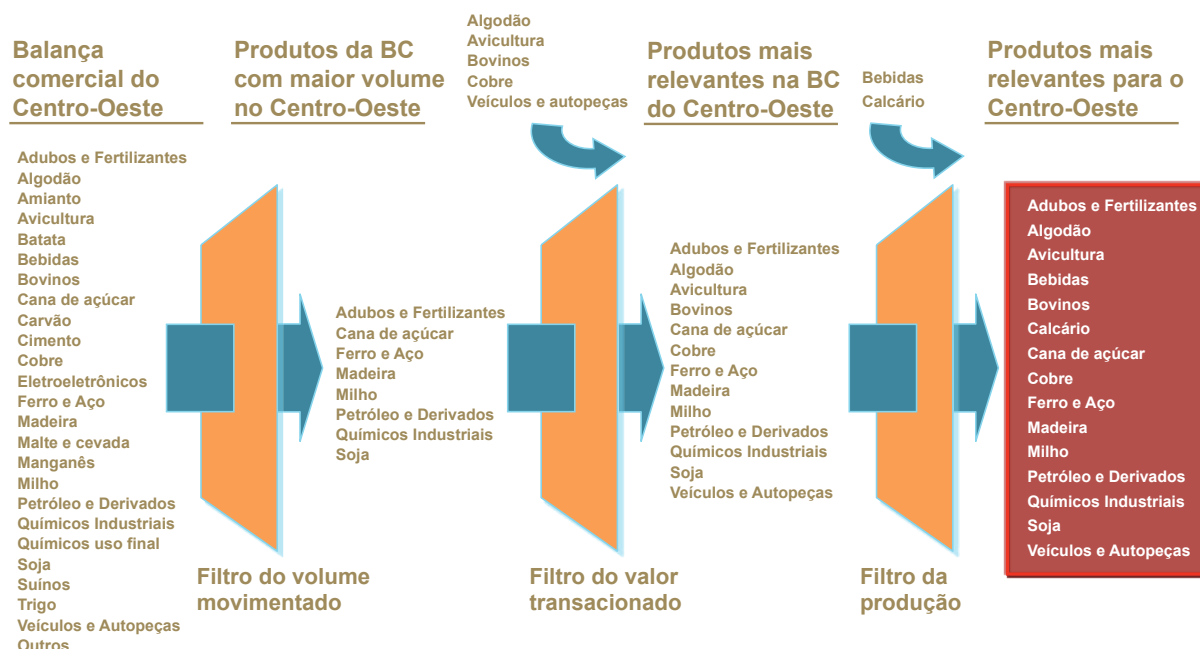 Balança
comercial do
Centro-Oeste
Adubos e Fertilizantes
Algodão
Amianto
Avicultura
Batata
Bebidas
Bovinos
Cana de açúcar
Carvão
Cimento
Cobre
Eletroeletrônicos
Ferro e Aço
Madeira
Malte e cevada
Manganês
Milho
Petróleo e Derivados
Químicos Industriais
Químicos uso final
Soja
Suínos
Trigo
Veículos e Autopeças
Outros
Filtro do volume
movimentado
Produtos da BC
com maior volume
no Centro-Oeste
Adubos e Fertilizantes
Cana de açúcar
Ferro e Aço
Madeira
Milho
Petróleo e Derivados
Químicos Industriais
Soja
Algodão
Avicultura
Bovinos
Cobre
Veículos e autopeças
Filtro do valor
transacionado
Produtos mais
relevantes na BC
do Centro-Oeste
Adubos e Fertilizantes
Algodão
Avicultura
Bovinos
Cana de açúcar
Cobre
Ferro e Aço
Madeira
Milho
Petróleo e Derivados
Químicos Industriais
Soja
Veículos e Autopeças
Bebidas
Calcário
Filtro da
produção
Produtos mais
relevantes para o
Centro-Oeste
Adubos e Fertilizantes
Algodão
Avicultura
Bebidas
Bovinos
Calcário
Cana de açúcar
Cobre
Ferro e Aço
Madeira
Milho
Petróleo e Derivados
Químicos Industriais
Soja
Veículos e Autopeças